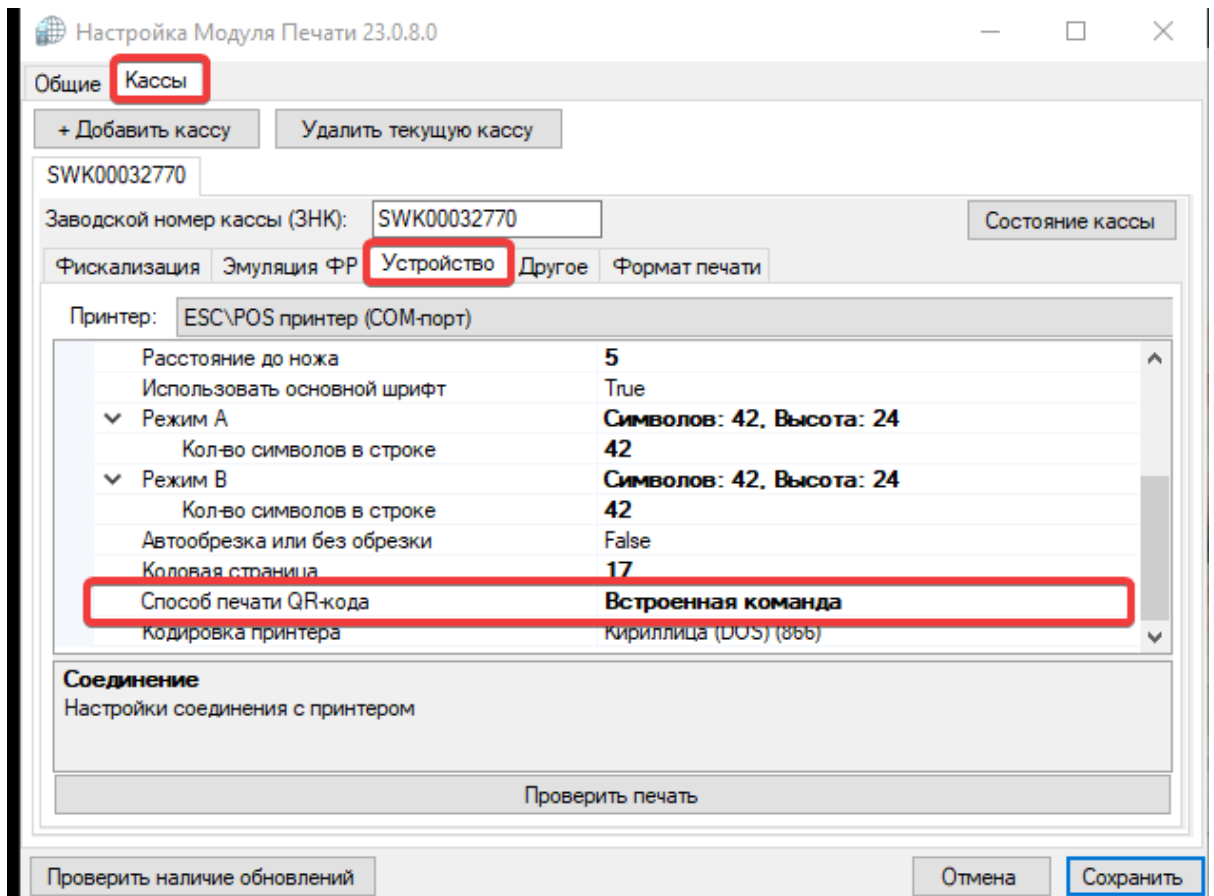 Настройка Модуля Печати 23.0.8.0
Общие Кассы
+ Добавить кассу Удалить текущую кассу
SWK00032770
Заводской номер кассы (ЗНК): SWK00032770 Состояние кассы
Фискализация Эмуляция ФР Устройство Другое Формат печати
Принтер: ESC\POS принтер (COM-порт)
Расстояние до ножа 5
Использовать основной шрифт True
Режим A Символов: 42, Высота: 24
Кол-во символов в строке 42
Режим B Символов: 42, Высота: 24
Кол-во символов в строке 42
Автообрезка или без обрезки False
Кодовая страница 17
Способ печати QR-кода Встроенная команда
Кодировка принтера Кириллица (DOS) (866)
Соединение
Настройки соединения с принтером
Проверить печать
Проверить наличие обновлений Отмена Сохранить